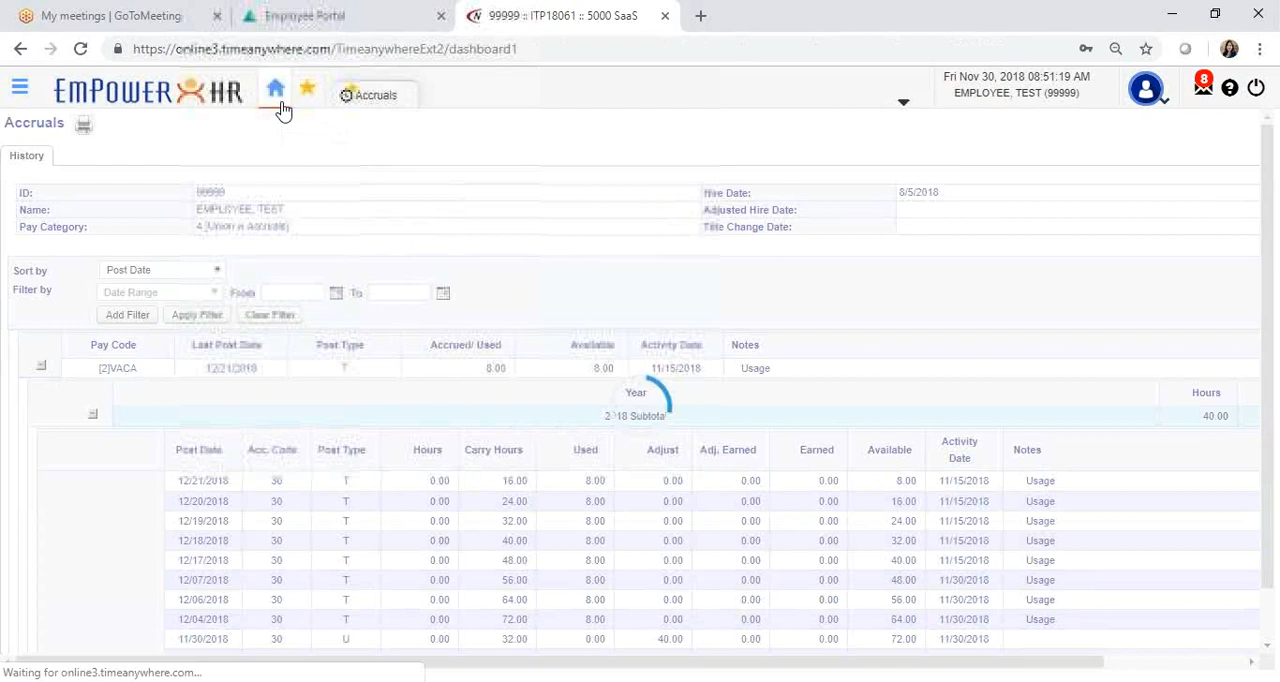 My meetings | GoToMeeting
Employee Portal
99999 :: ITP18061 :: 5000 SaaS
https://online3.timeanywhere.com/TimeanywhereExt2/dashboard1
EMPOWER HR
Accruals
Fri Nov 30, 2018 08:51:19 AM
EMPLOYEE, TEST (99999)
8
Accruals
History
ID: 99999 Hire Date: 8/5/2018
Name: EMPLOYEE, TEST Adjusted Hire Date:
Pay Category: 4 [Union w Accruals] Title Change Date:
Sort by Post Date
Filter by Date Range From To
Add Filter Apply Filter Clear Filter
Pay Code Last Post Date Post Type Accrued/ Used Available Activity Date Notes
[2]VACA 12/21/2018 T 8.00 8.00 11/15/2018 Usage
Year Hours
2018 Subtotal 40.00
Post Date Acc. Code Post Type Hours Carry Hours Used Adjust Adj. Earned Earned Available Activity Date Notes
12/21/2018 30 T 0.00 16.00 8.00 0.00 0.00 0.00 8.00 11/15/2018 Usage
12/20/2018 30 T 0.00 24.00 8.00 0.00 0.00 0.00 16.00 11/15/2018 Usage
12/19/2018 30 T 0.00 32.00 8.00 0.00 0.00 0.00 24.00 11/15/2018 Usage
12/18/2018 30 T 0.00 40.00 8.00 0.00 0.00 0.00 32.00 11/15/2018 Usage
12/17/2018 30 T 0.00 48.00 8.00 0.00 0.00 0.00 40.00 11/15/2018 Usage
12/07/2018 30 T 0.00 56.00 8.00 0.00 0.00 0.00 48.00 11/30/2018 Usage
12/06/2018 30 T 0.00 64.00 8.00 0.00 0.00 0.00 56.00 11/30/2018 Usage
12/04/2018 30 T 0.00 72.00 8.00 0.00 0.00 0.00 64.00 11/30/2018 Usage
11/30/2018 30 U 0.00 32.00 0.00 40.00 0.00 0.00 72.00 11/30/2018
Waiting for online3.timeanywhere.com...